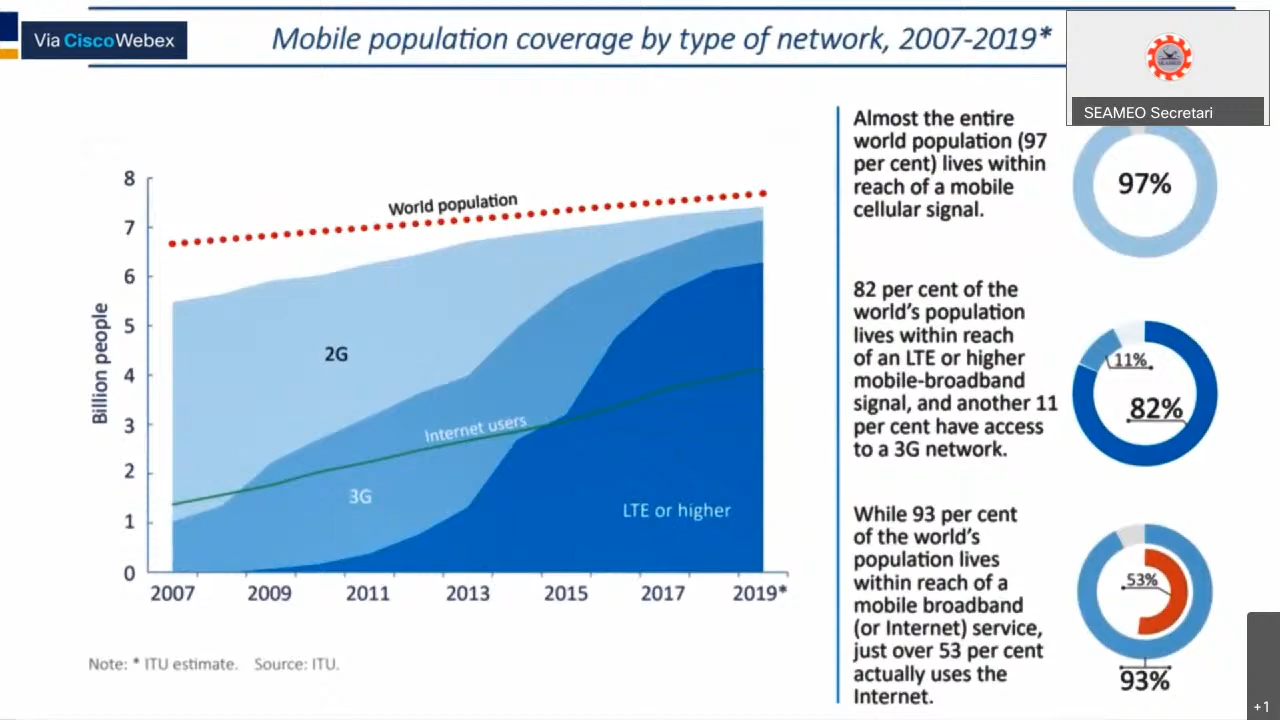 Via CiscoWebex
Mobile population coverage by type of network, 2007-2019*
SEAMEO Secretari
8
7
6
5
4
3
2
1
0
Billion people
World population
2G
Internet users
3G
LTE or higher
2007 2009 2011 2013 2015 2017 2019*
Note: * ITU estimate. Source: ITU.
Almost the entire
world population (97
per cent) lives within
reach of a mobile
cellular signal.
97%
82 per cent of the
world's population
lives within reach
of an LTE or higher
mobile-broadband
signal, and another 11
per cent have access
to a 3G network.
11%
82%
While 93 per cent
of the world's
population lives
within reach of a
mobile broadband
(or Internet) service,
just over 53 per cent
actually uses the
Internet.
53%
93%
+1